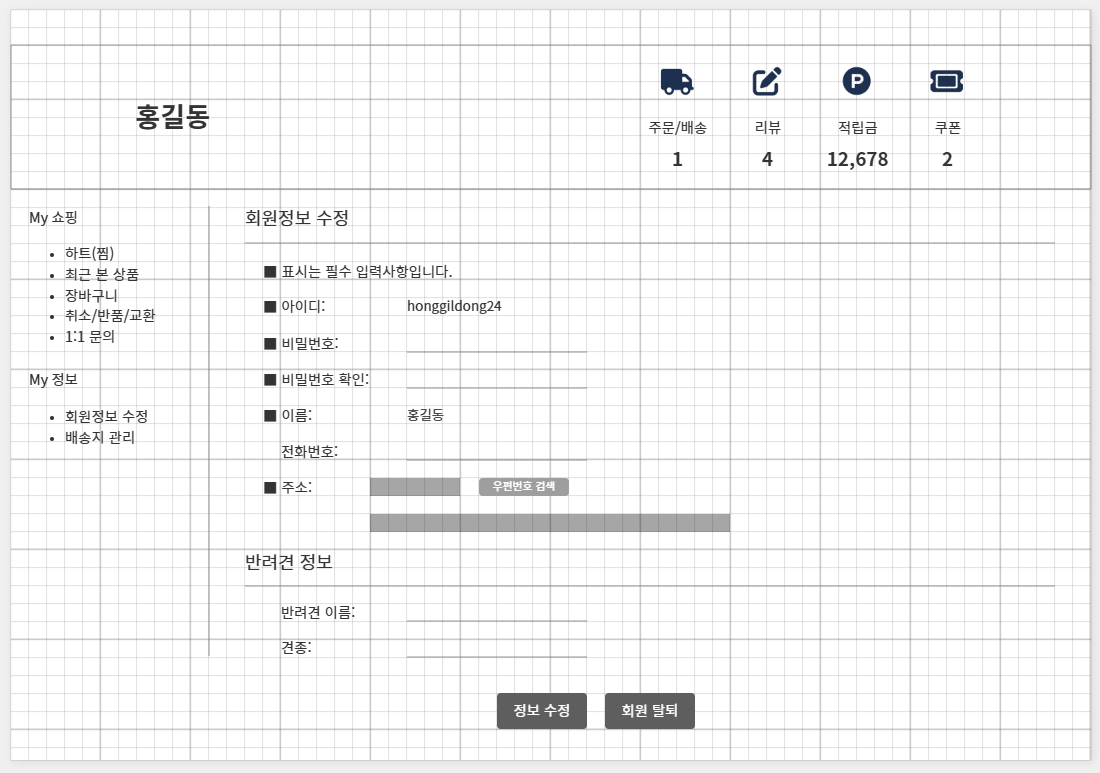 홍길동
주문/배송
1
리뷰
4
P
적립금
12,678
쿠폰
2
My 쇼핑
• 하트(찜)
• 최근 본 상품
• 장바구니
• 취소/반품/교환
• 1:1 문의
My 정보
• 회원정보 수정
• 배송지 관리
회원정보 수정
■ 표시는 필수 입력사항입니다.
■ 아이디: honggildong24
■ 비밀번호:
■ 비밀번호 확인:
■ 이름: 홍길동
전화번호:
■ 주소: 우편번호 검색
반려견 정보
반려견 이름:
견종:
정보 수정 회원 탈퇴